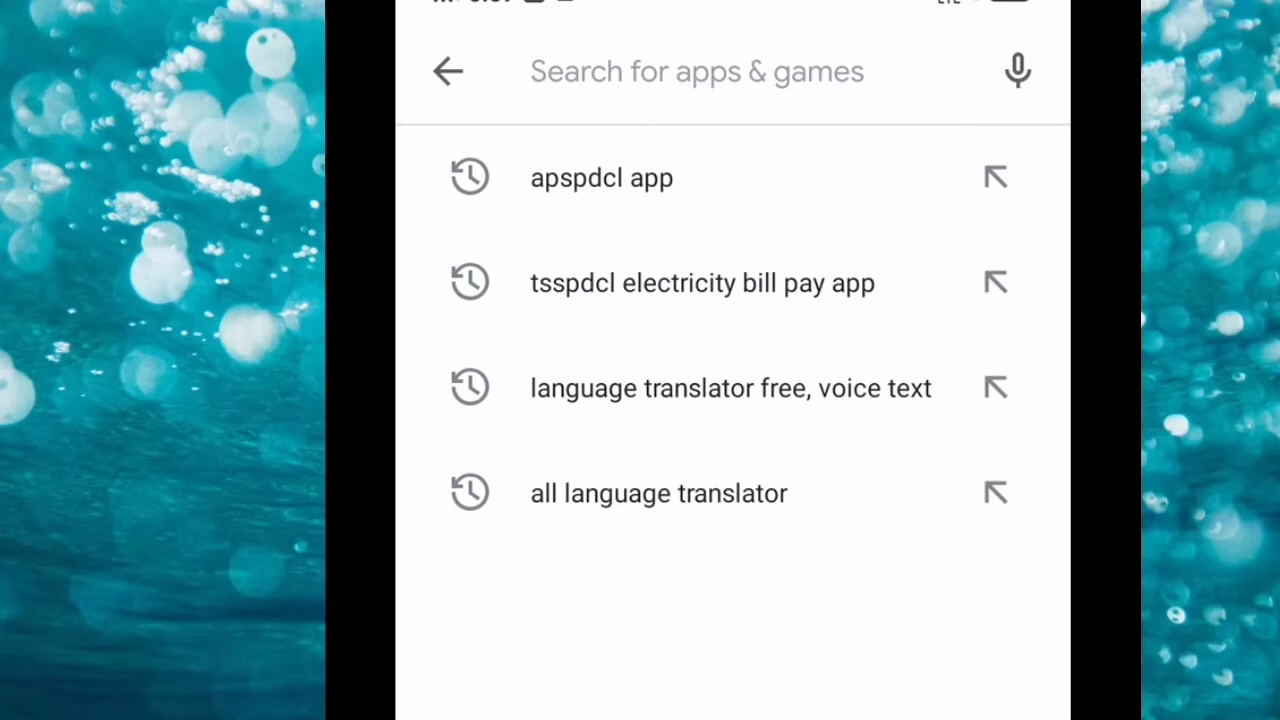 Search for apps & games
apspdcl app
tsspdcl electricity bill pay app
language translator free, voice text
all language translator